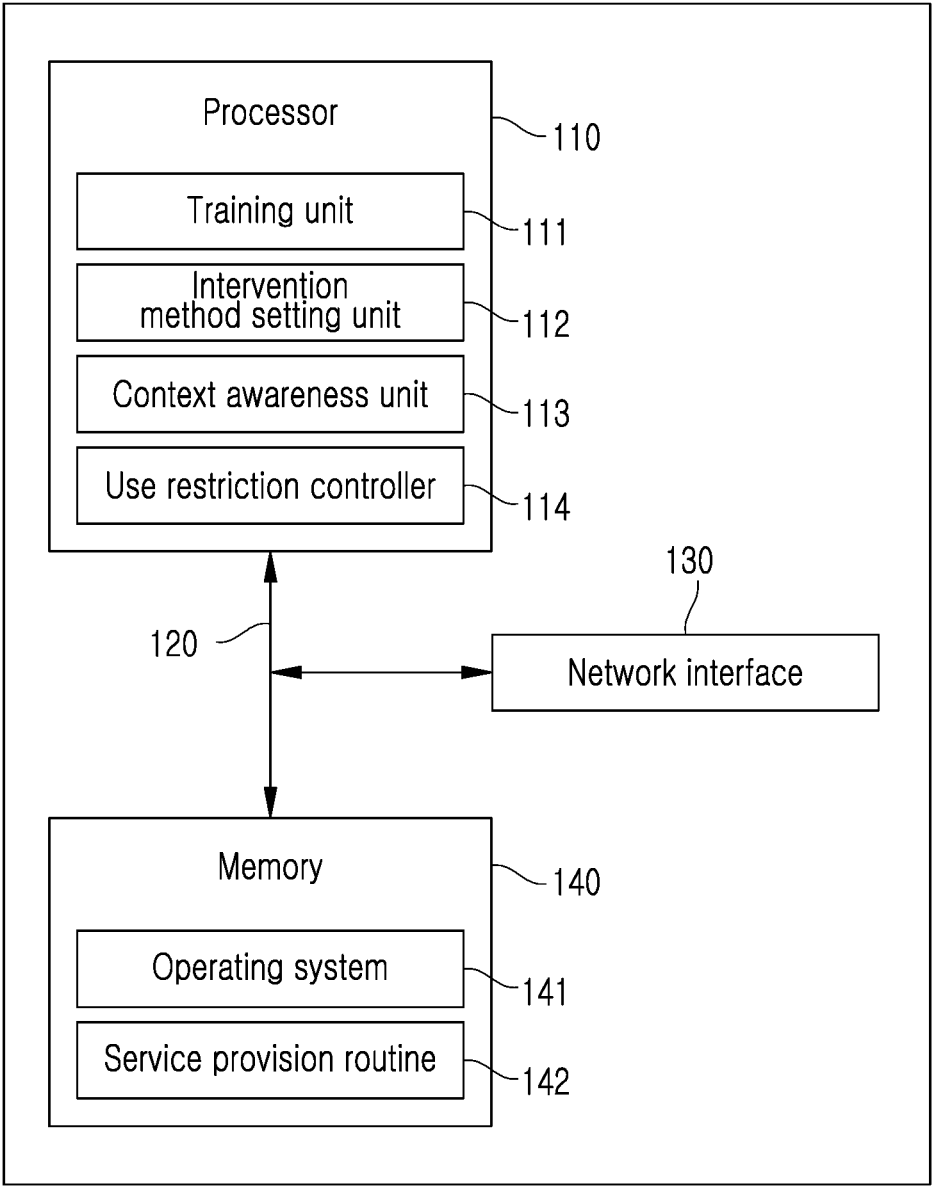 Processor
110
Training unit
111
Intervention
method setting unit
112
Context awareness unit
113
Use restriction controller
114
130
120
Network interface
Memory
140
Operating system
141
Service provision routine
142